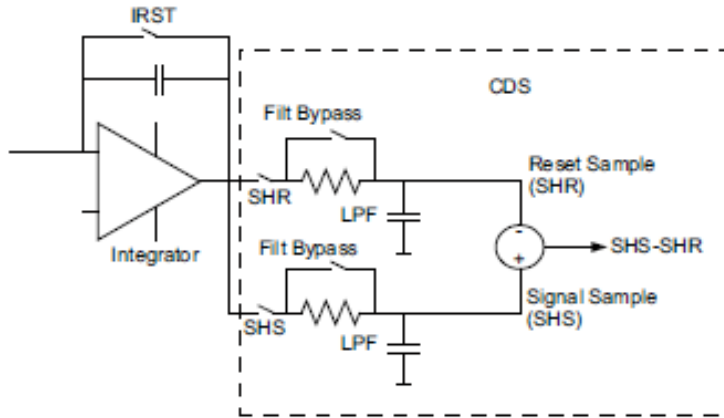 IRST
CDS
Filt Bypass
Reset Sample
(SHR)
SHR
LPF
-
+
SHS-SHR
Integrator
Filt Bypass
Signal Sample
(SHS)
SHS
LPF